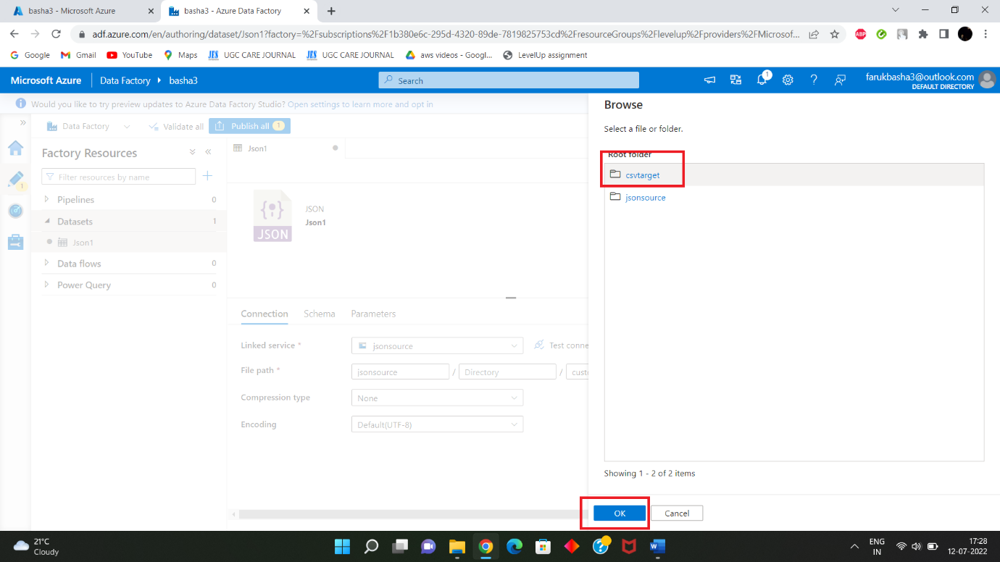 basha3 - Microsoft Azure
basha3 - Azure Data Factory
adf.azure.com/en/authoring/dataset/Json1?factory=%2Fsubscriptions%2F1b380e6c-295d-4320-89de-7819825753cd%2FresourceGroups%2Flevelup%2Fproviders%2FMicrosof...
Google
Gmail
YouTube
Maps
UGC CARE JOURNAL
UGC CARE JOURNAL
aws videos - Googl...
LevelUp assignment
Microsoft Azure
Data Factory
basha3
Search
1
farukbasha3@outlook.com
DEFAULT DIRECTORY
Would you like to try preview updates to Azure Data Factory Studio? Open settings to learn more and opt in
Data Factory
Validate all
Publish all 1
Factory Resources
Filter resources by name
1
Pipelines 0
Datasets 1
Json1
Data flows 0
Power Query 0
Json1
JSON
JSON
Json1
Connection
Schema
Parameters
Linked service *
jsonsource
Test conne
File path *
jsonsource / Directory / custo
Compression type
None
Encoding
Default(UTF-8)
Browse
Select a file or folder.
Root folder
csvtarget
jsonsource
Showing 1 - 2 of 2 items
OK
Cancel
21°C
Cloudy
ENG
IN
17:28
12-07-2022